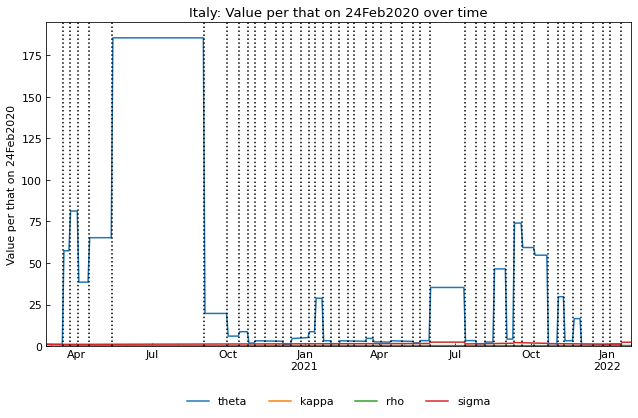 Italy: Value per that on 24Feb2020 over time
Value per that on 24Feb2020
175
150
125
100
75
50
25
0
Apr Jul Oct Jan Apr Jul Oct Jan
2021 2022
theta kappa rho sigma